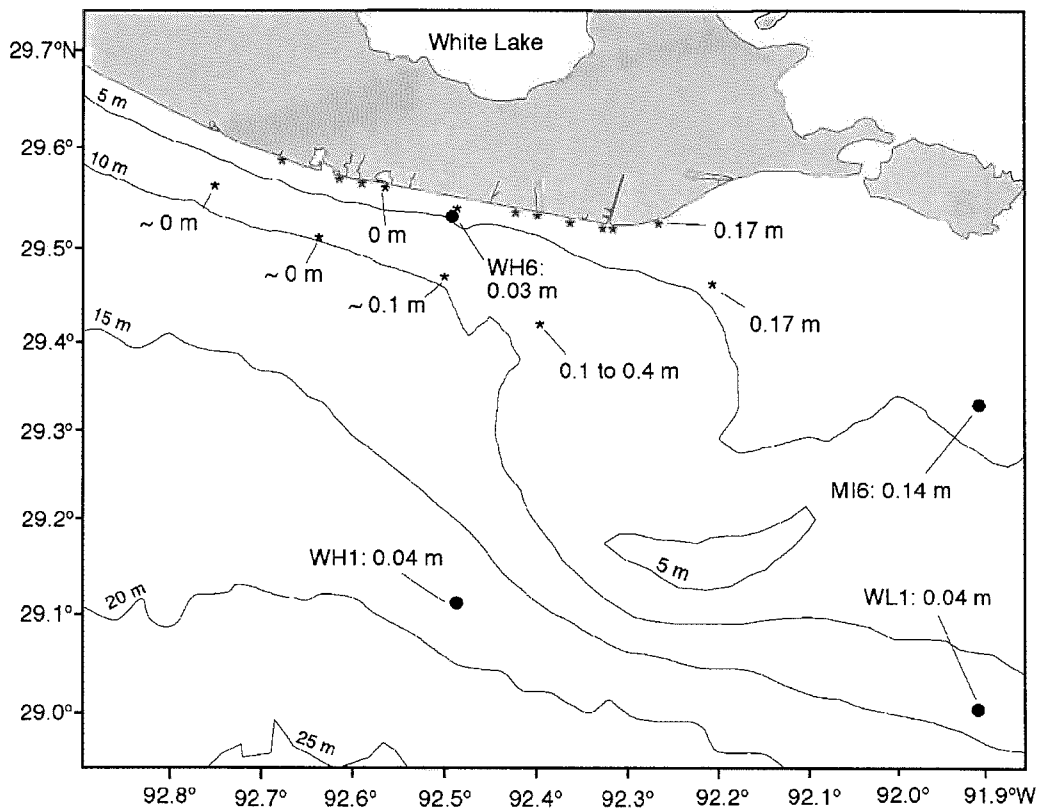 29.7°N
White Lake
5 m
29.6°
10 m
~ 0 m
29.5°
0 m
0.17 m
~ 0 m
WH6:
0.03 m
~ 0.1 m
0.17 m
15 m
29.4°
0.1 to 0.4 m
29.3°
MI6: 0.14 m
29.2°
WH1: 0.04 m
5 m
20 m
WL1: 0.04 m
29.1°
29.0°
25 m
92.8° 92.7° 92.6° 92.5° 92.4° 92.3° 92.2° 92.1° 92.0° 91.9°W